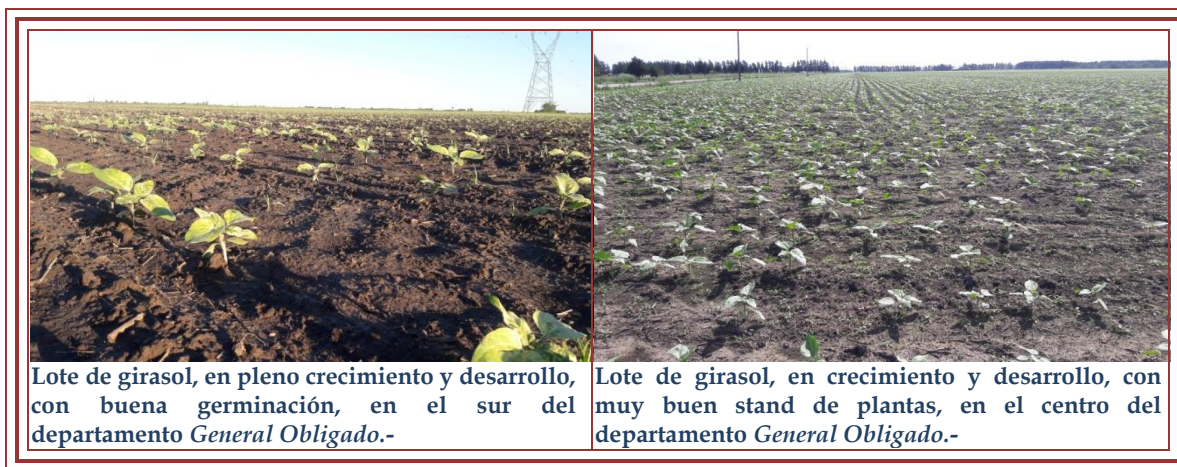 Lote de girasol, en pleno crecimiento y desarrollo,
con buena germinación, en el sur del
departamento General Obligado.-
Lote de girasol, en crecimiento y desarrollo, con
muy buen stand de plantas, en el centro del
departamento General Obligado.-